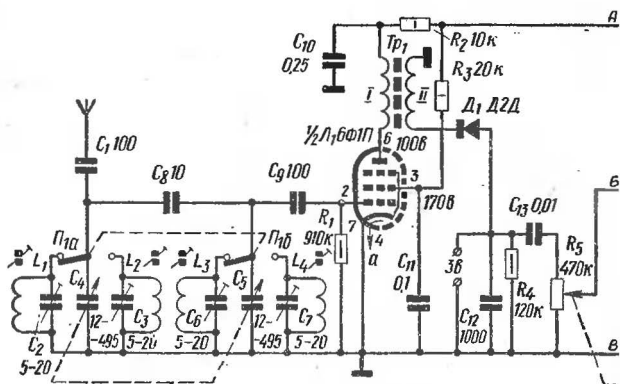 А
C10
0,25
Тр1
R2 10к
R3 20к
I
II
Д1 Д2Д
½Л1 6Ф1П
6
100в
C1 100
C8 10
C9 100
2
3
170в
7
4
а
R1
910к
C13 0,01
Б
R5
470к
П1а
П1б
L1
L2
L3
L4
C4
C5
C11
0,1
3в
R4
120к
C2
5-20
12-
-495
C3
5-20
C6
5-20
12-
-495
C7
5-20
C12
1000
В